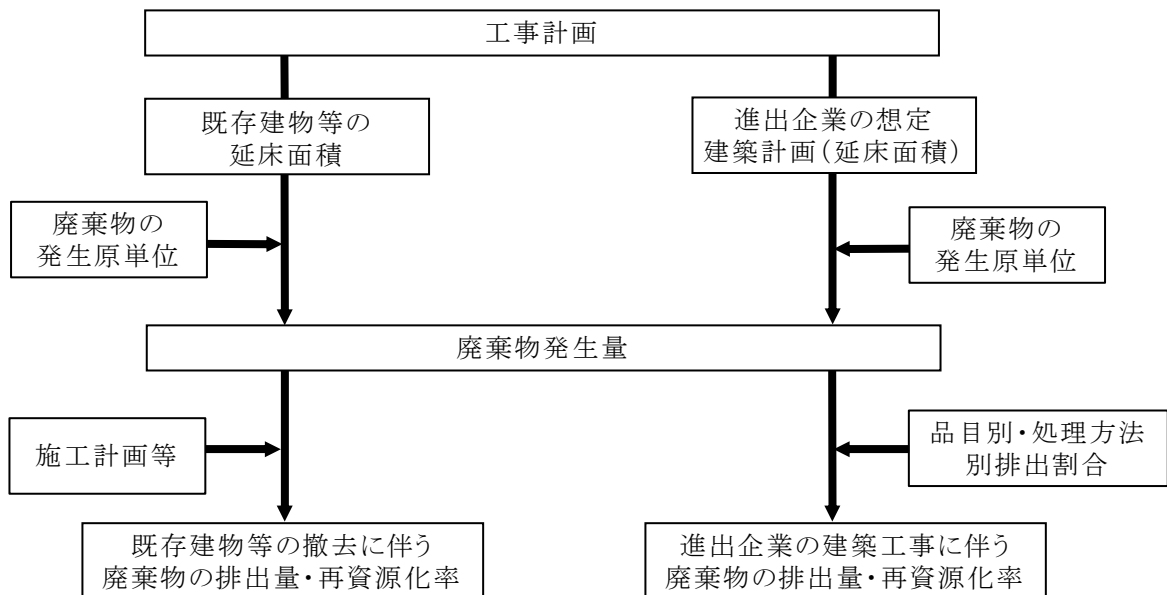 工事計画
既存建物等の
延床面積
進出企業の想定
建築計画(延床面積)
廃棄物の
発生原単位
廃棄物の
発生原単位
廃棄物発生量
施工計画等
品目別・処理方法
別排出割合
既存建物等の撤去に伴う
廃棄物の排出量・再資源化率
進出企業の建築工事に伴う
廃棄物の排出量・再資源化率